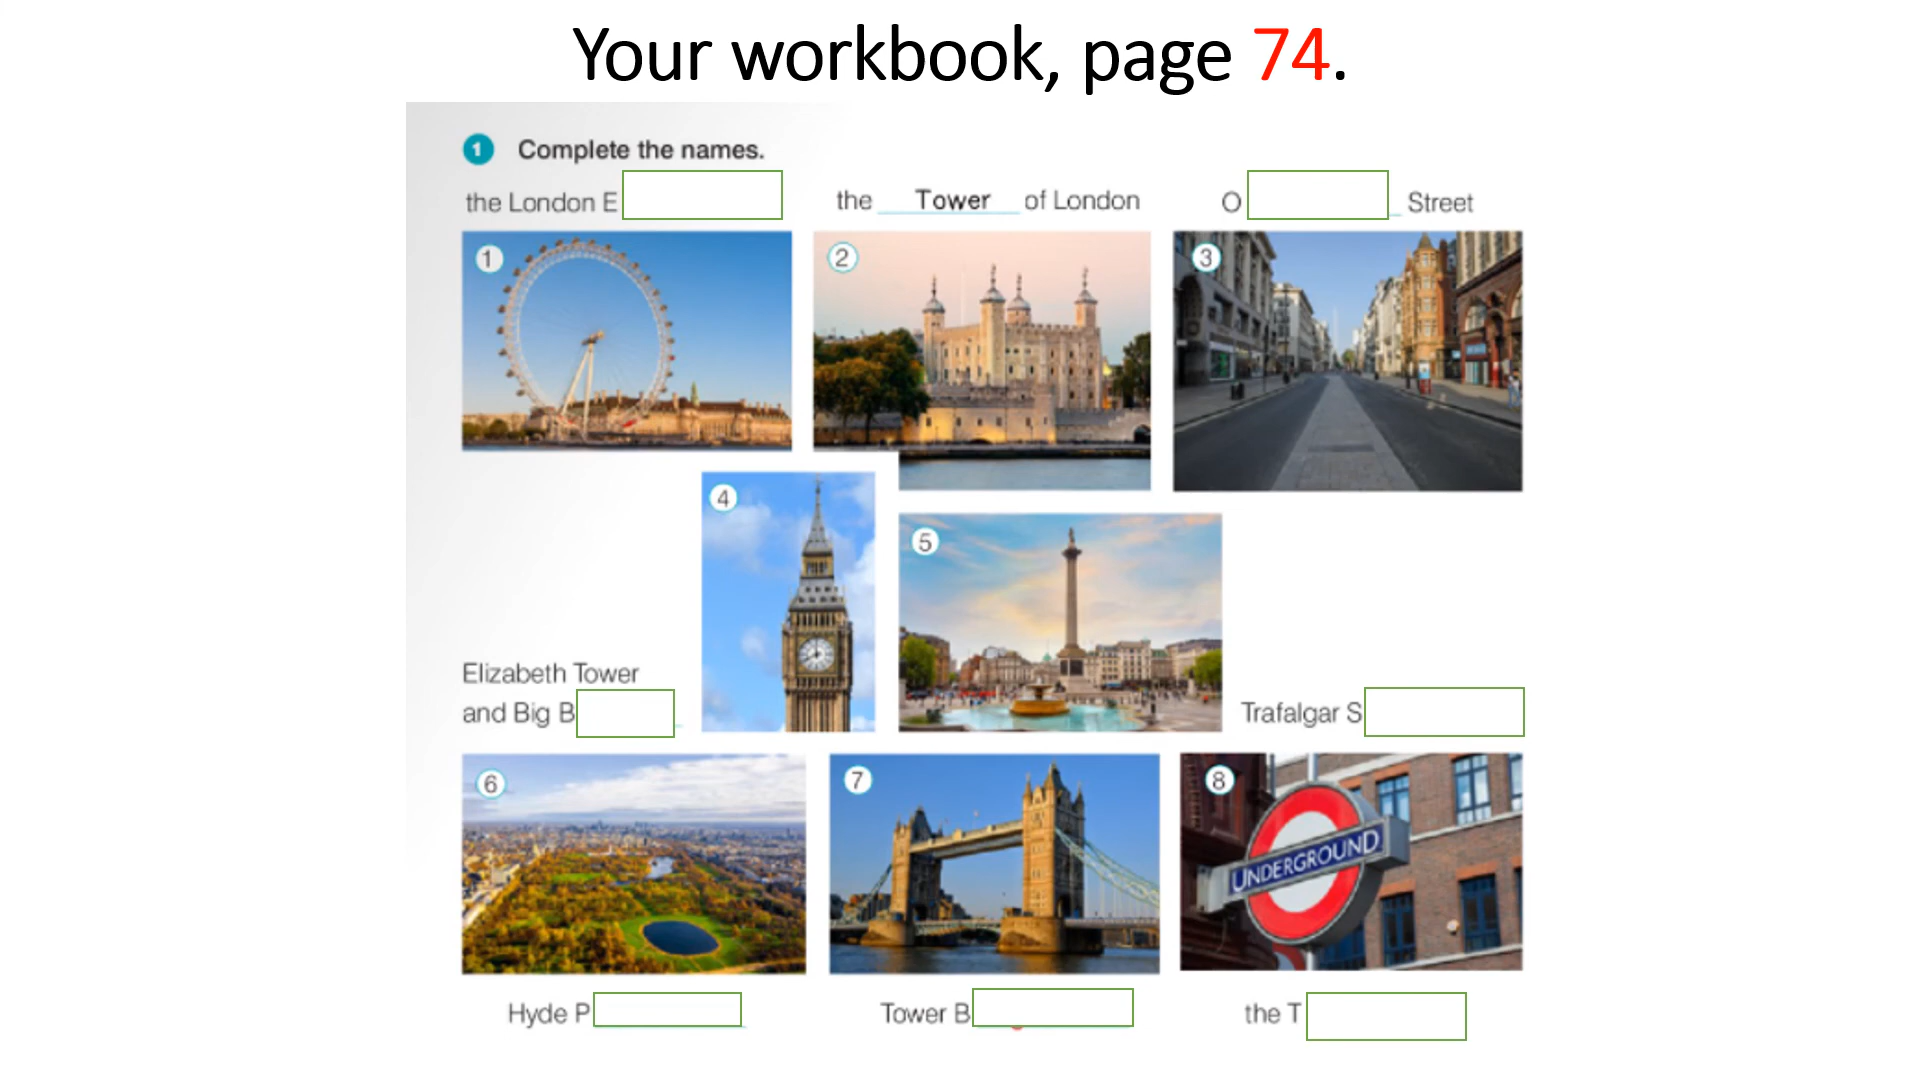 Your workbook, page 74.
1 Complete the names.
the London E
the Tower of London
O Street
1
2
3
4
5
Elizabeth Tower
and Big B
Trafalgar S
6
7
8
UNDERGROUND
Hyde P
Tower B
the T